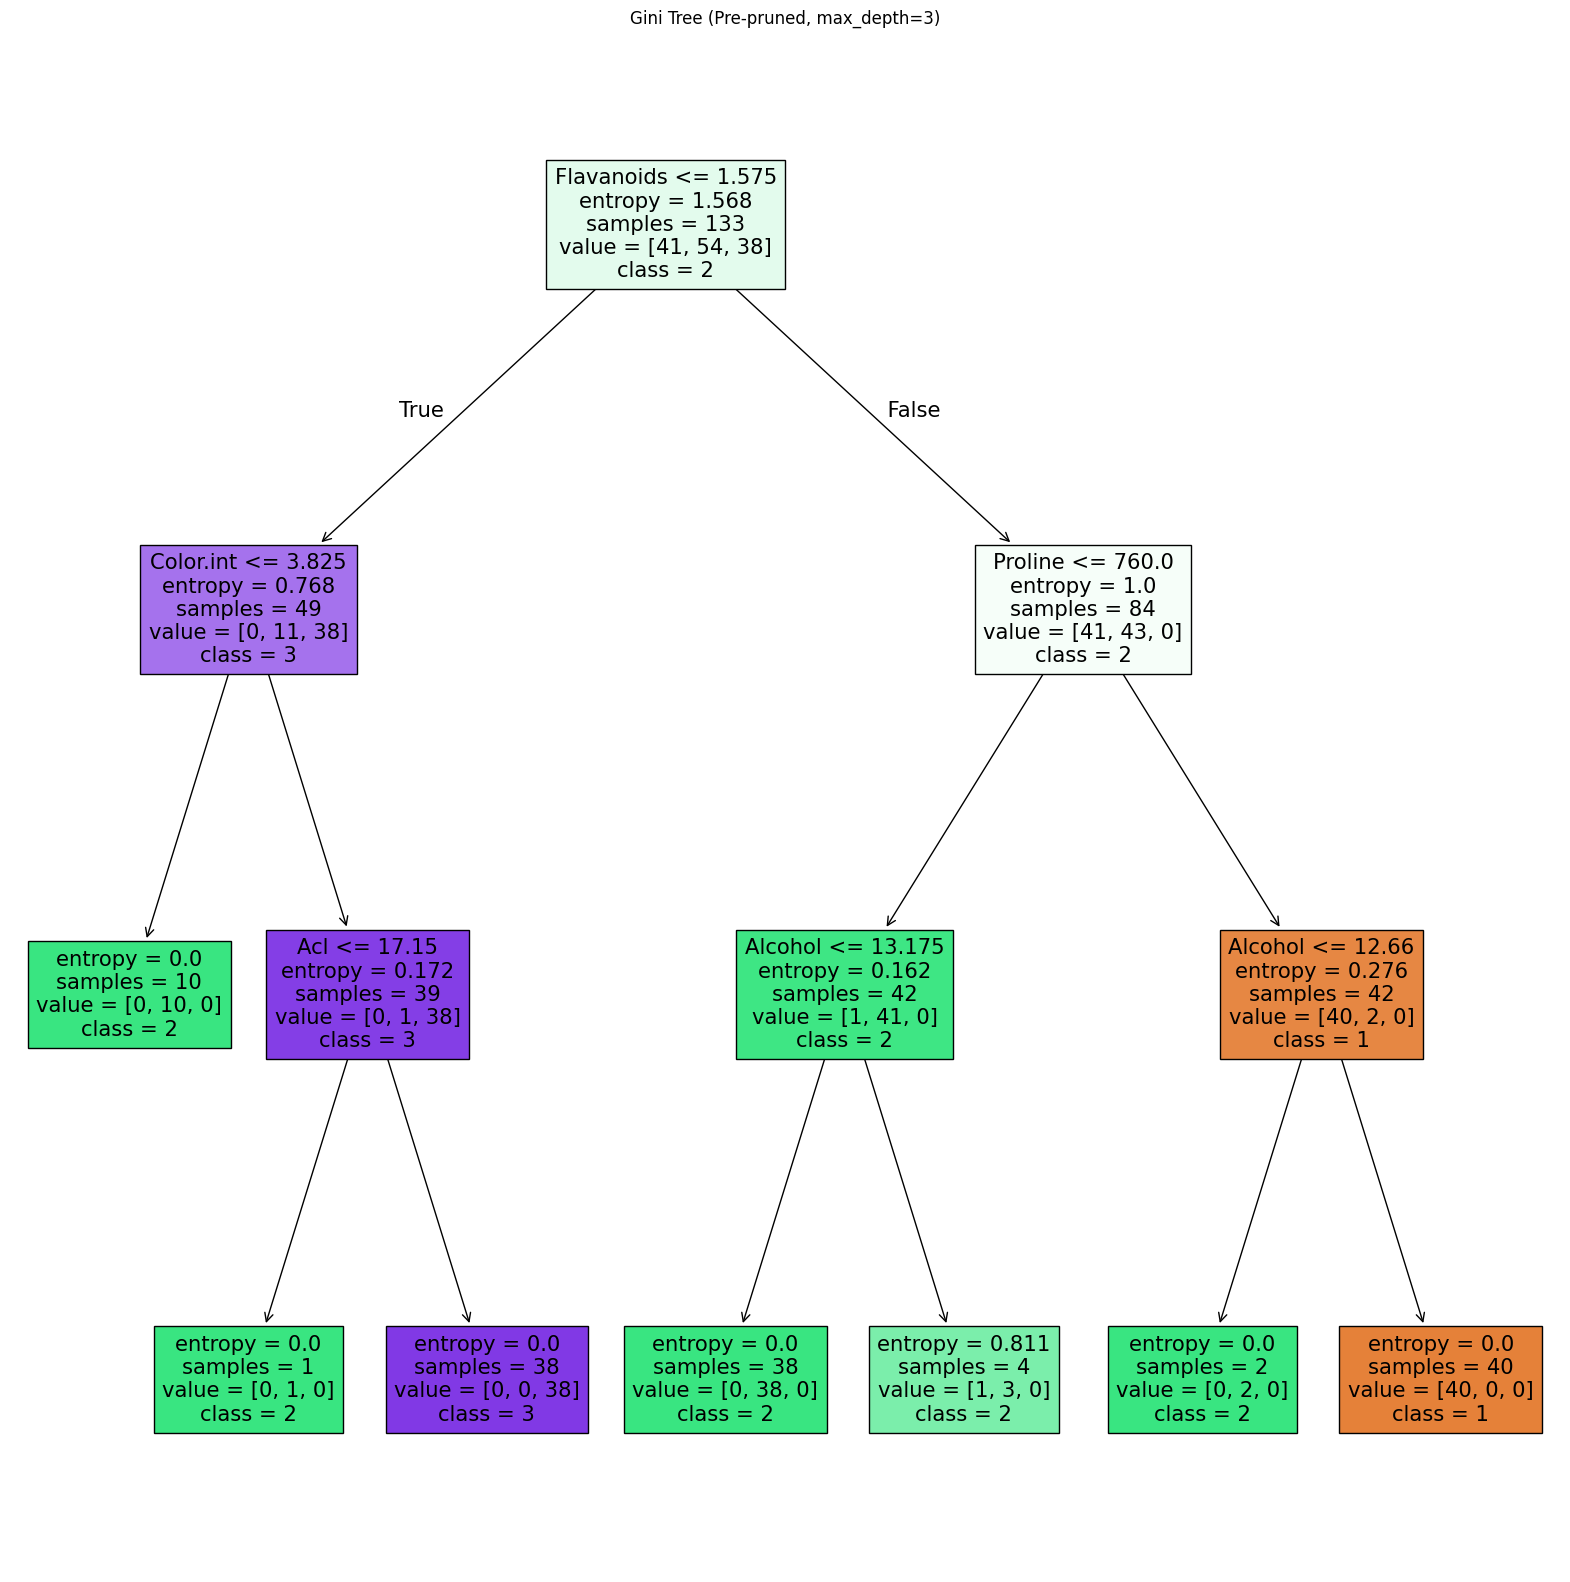 Gini Tree (Pre-pruned, max_depth=3)
Flavanoids <= 1.575
entropy = 1.568
samples = 133
value = [41, 54, 38]
class = 2
True
False
Color.int <= 3.825
entropy = 0.768
samples = 49
value = [0, 11, 38]
class = 3
Proline <= 760.0
entropy = 1.0
samples = 84
value = [41, 43, 0]
class = 2
entropy = 0.0
samples = 10
value = [0, 10, 0]
class = 2
Acl <= 17.15
entropy = 0.172
samples = 39
value = [0, 1, 38]
class = 3
Alcohol <= 13.175
entropy = 0.162
samples = 42
value = [1, 41, 0]
class = 2
Alcohol <= 12.66
entropy = 0.276
samples = 42
value = [40, 2, 0]
class = 1
entropy = 0.0
samples = 1
value = [0, 1, 0]
class = 2
entropy = 0.0
samples = 38
value = [0, 0, 38]
class = 3
entropy = 0.0
samples = 38
value = [0, 38, 0]
class = 2
entropy = 0.811
samples = 4
value = [1, 3, 0]
class = 2
entropy = 0.0
samples = 2
value = [0, 2, 0]
class = 2
entropy = 0.0
samples = 40
value = [40, 0, 0]
class = 1